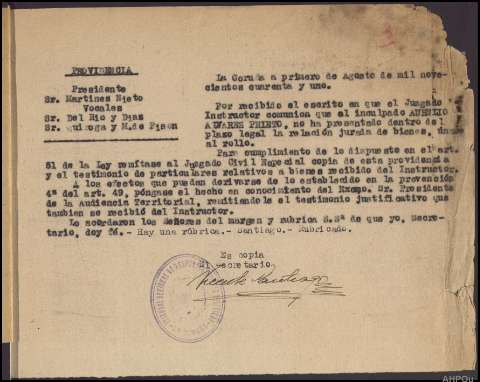 PROVIDENCIA
Presidente
Sr. Martinez Nieto
Vocales
Sr. Del Rio y Dias
Sr. Quiroga y M. de Pison
La Coruña a primero de Agosto de mil nove-
cientos cuarenta y uno.
Por recibido el escrito en que el Juzgado
Instructor comunica que el inculpado AURELIO
ALVARES PRIETO, no ha presentado dentro del
plazo legal la relación jurada de bienes,
al rollo.
Para cumplimiento de lo dispuesto en el art.
51 de la Ley remítase al Juzgado Civil Especial copia de esta providencia
y el testimonio de particulares relativos a bienes recibido del Instructor.
A los efectos que puedan derivarse de lo establecido en la prevención
4ª del art. 49, póngase el hecho en conocimiento del Excmo. Sr. Presidente
de la Audiencia Territorial, remitiendole el testimonio justificativo que
tambien se recibió del Instructor.
Lo acordaron los Señores del margen y rubrica S.Sª de que yo, Secre-
tario, doy fé.- Hay una rúbrica.- Santiago.- Rubricado.
Es copia
El secretario
AHPOu